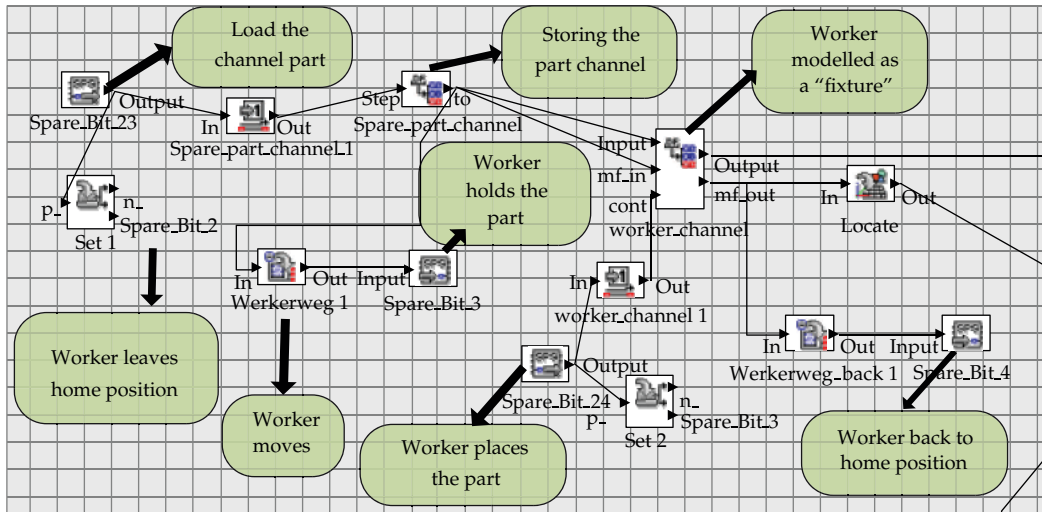 Load the
channel part
Storing the
part channel
Worker
modelled as
a “fixture”
Output
Spare_Bit_23
In
Out
Spare_part_channel_1
Step
to
Spare_part_channel
Input
mf_in
cont
Output
mf_out
worker_channel
In
Out
Locate
p_
n_
Spare_Bit_2
Set 1
Worker
holds the
part
In
Out
Werkerweg 1
Input
Spare_Bit_3
In
Out
worker_channel 1
Worker leaves
home position
Worker
moves
Output
Spare_Bit_24
p_
n_
Spare_Bit_3
Set 2
Worker places
the part
In
Out
Werkerweg_back 1
Input
Spare_Bit_4
Worker back to
home position